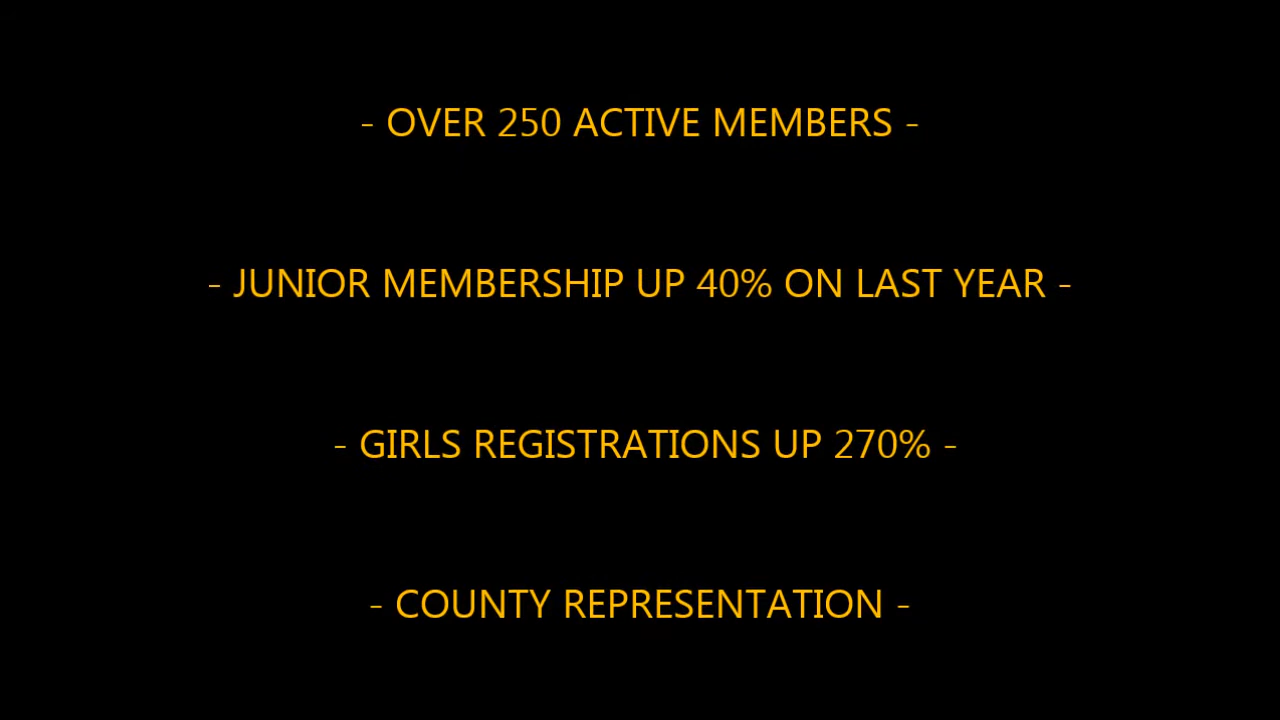 - OVER 250 ACTIVE MEMBERS -
- JUNIOR MEMBERSHIP UP 40% ON LAST YEAR -
- GIRLS REGISTRATIONS UP 270% -
- COUNTY REPRESENTATION -